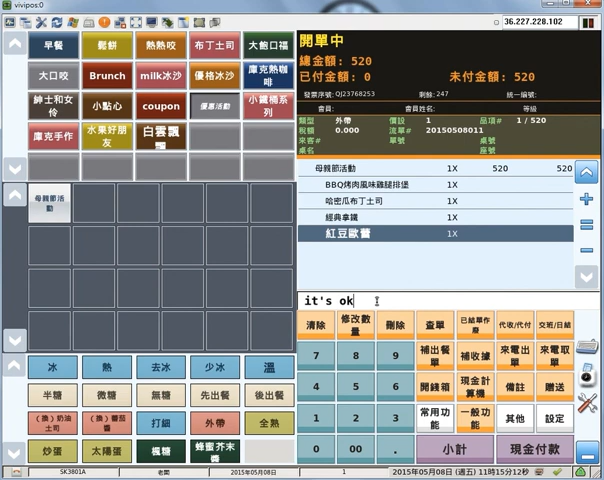 vivipos:0
36.227.228.102
早餐 鬆餅 熱熱咬 布丁土司 大飽口福
大口咬 Brunch milk冰沙 優格冰沙 庫克熱咖啡
紳士和女伶 小點心 coupon 優惠活動 小鐵桶系列
庫克手作 水果好朋友 白雲飄飄
母親節活動
冰 熱 去冰 少冰 溫
半糖 微糖 無糖 先出餐 後出餐
(換)奶油土司 (換)蕃茄醬 打細 外帶 全熟
炒蛋 太陽蛋 楓糖 蜂蜜芥末醬
開單中
總金額: 520
已付金額: 0 未付金額: 520
發票序號: QJ23768253 剩餘: 247 統一編號:
會員: 會員姓名: 等級
類型 外帶 價設 1 品項# 1 / 520
稅額 0.000 流單# 20150508011
來客# 單號 桌號
桌名 座號
母親節活動 1X 520 520
BBQ烤肉風味雞腿排堡 1X
哈密瓜布丁土司 1X
經典拿鐵 1X
紅豆歐蕾 1X
it's ok
清除 修改數量 刪除 查單 已結單作廢 代收/代付 交班/日結
7 8 9 補出餐單 補收據 來電出單 來電取單
4 5 6 開錢箱 現金計算機 備註 贈送
1 2 3 常用功能 一般功能 其他 設定
0 00 . 小計 現金付款
SK3801A 老闆 2015年05月08日 1 2015年05月08日 (週五) 11時15分12秒